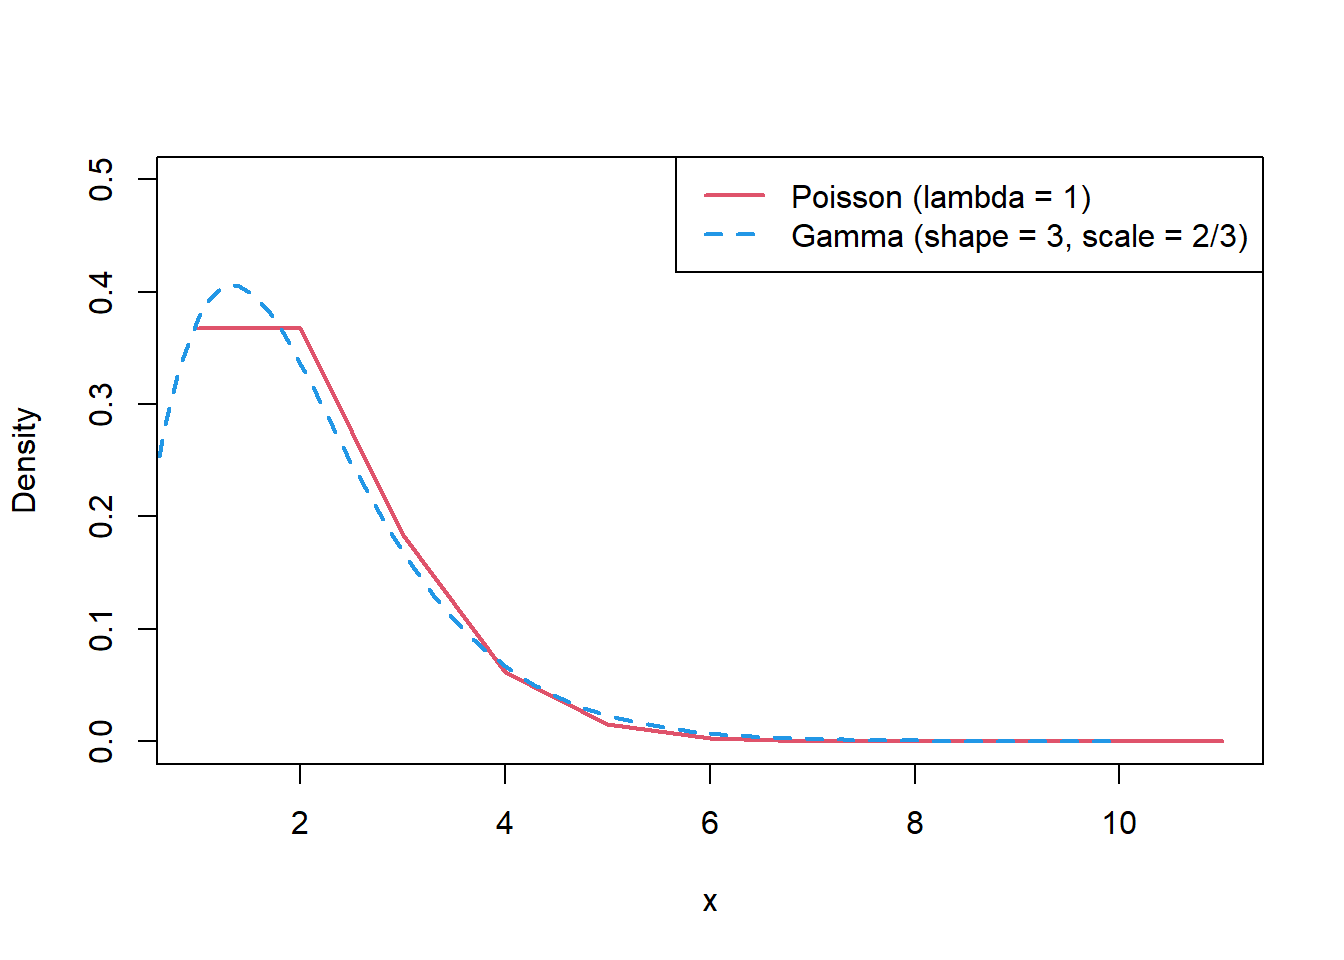 Poisson (lambda = 1)
Gamma (shape = 3, scale = 2/3)
Density
0.5
0.4
0.3
0.2
0.1
0.0
2 4 6 8 10
x